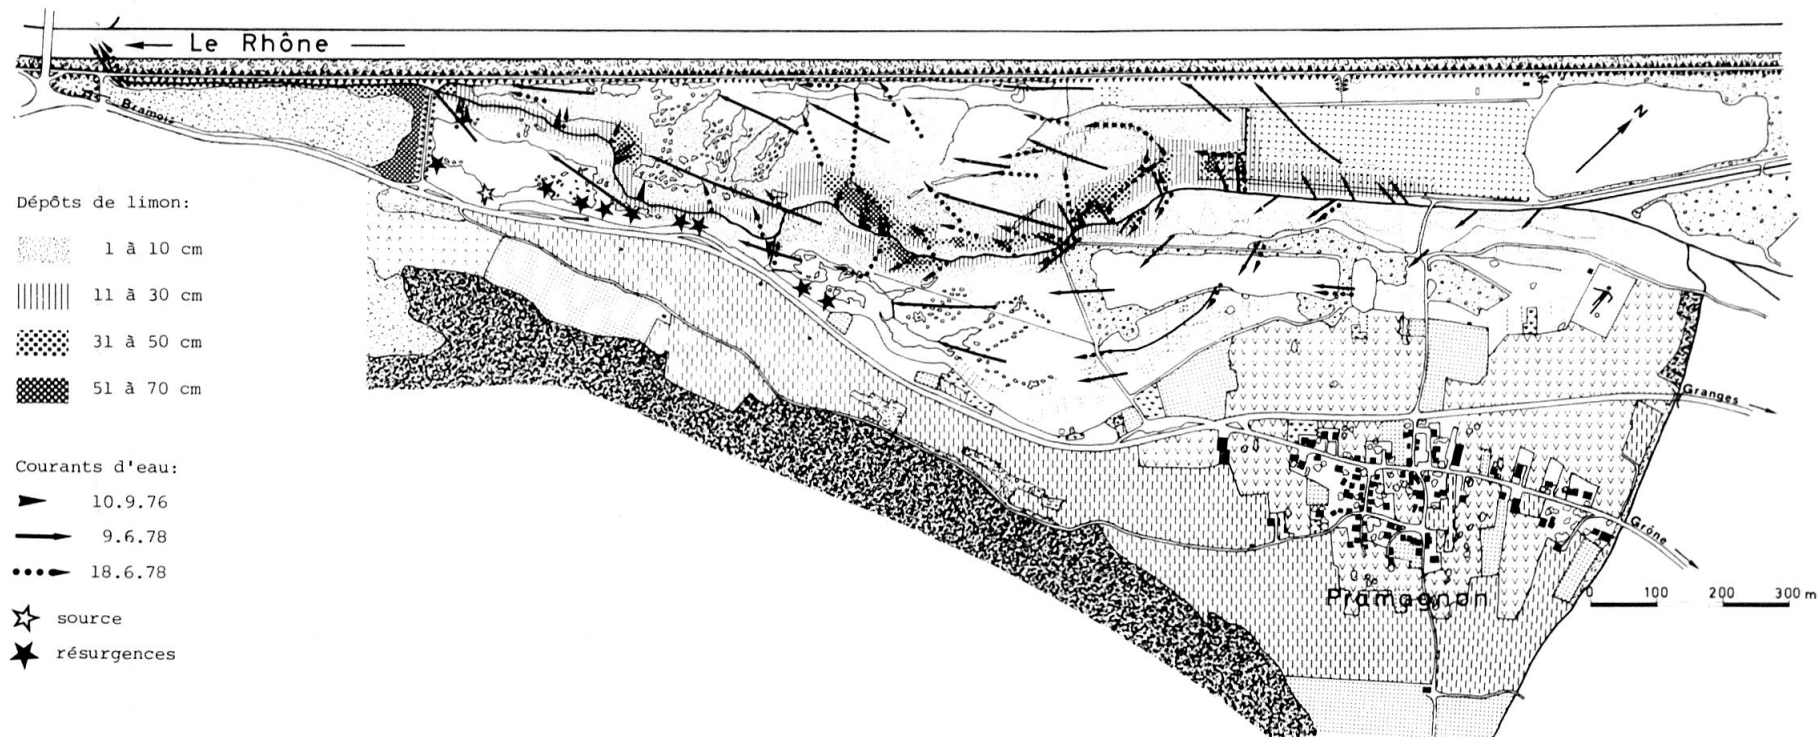 Le Rhône
Bramois
N
Dépôts de limon:
1 à 10 cm
11 à 30 cm
31 à 50 cm
51 à 70 cm
Courants d'eau:
10.9.76
9.6.78
18.6.78
source
résurgences
Granges
Grône
Pramagnon
0 100 200 300 m